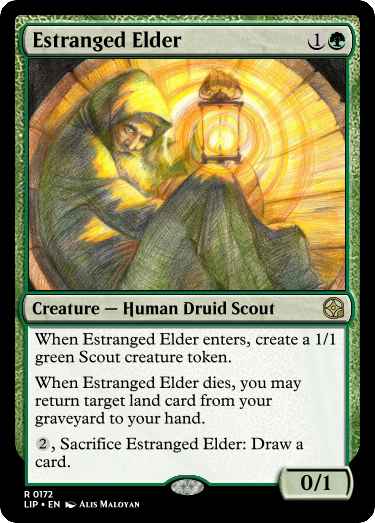 Estranged Elder 1
Creature — Human Druid Scout
When Estranged Elder enters, create a 1/1
green Scout creature token.
When Estranged Elder dies, you may
return target land card from your
graveyard to your hand.
2, Sacrifice Estranged Elder: Draw a
card.
0/1
R 0172
LIP • EN Alis Maloyan